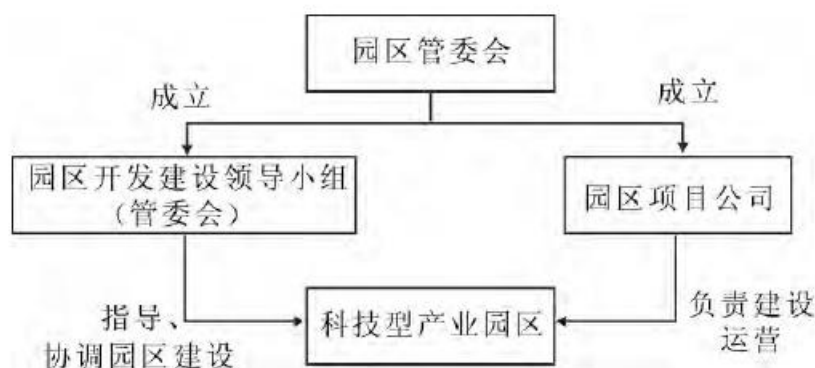 园区管委会
成立
成立
园区开发建设领导小组
（管委会）
园区项目公司
指导、
协调园区建设
科技型产业园区
负责建设
运营